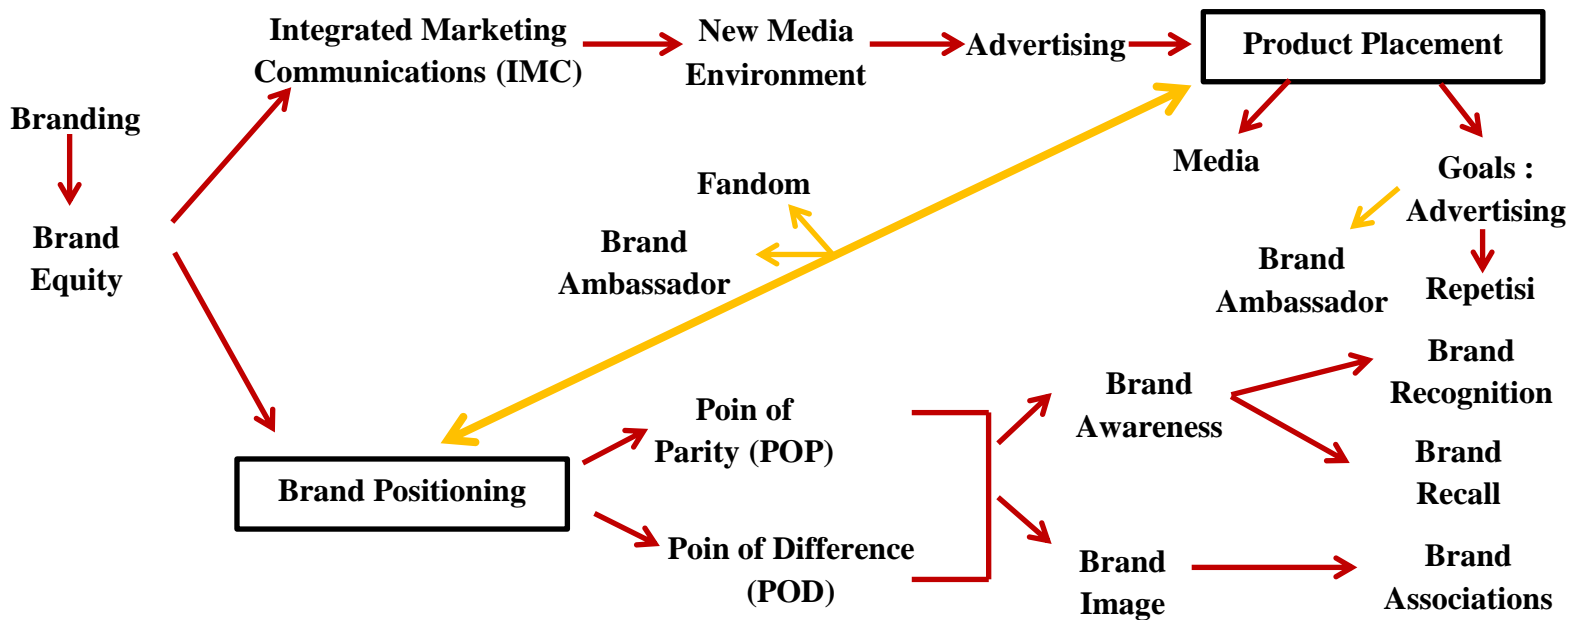 Integrated Marketing
Communications (IMC)
New Media
Environment
Advertising
Product Placement
Branding
Brand
Equity
Media
Goals :
Advertising
Fandom
Brand
Ambassador
Brand
Ambassador
Repetisi
Brand Positioning
Poin of
Parity (POP)
Poin of Difference
(POD)
Brand
Awareness
Brand
Recognition
Brand
Recall
Brand
Image
Brand
Associations